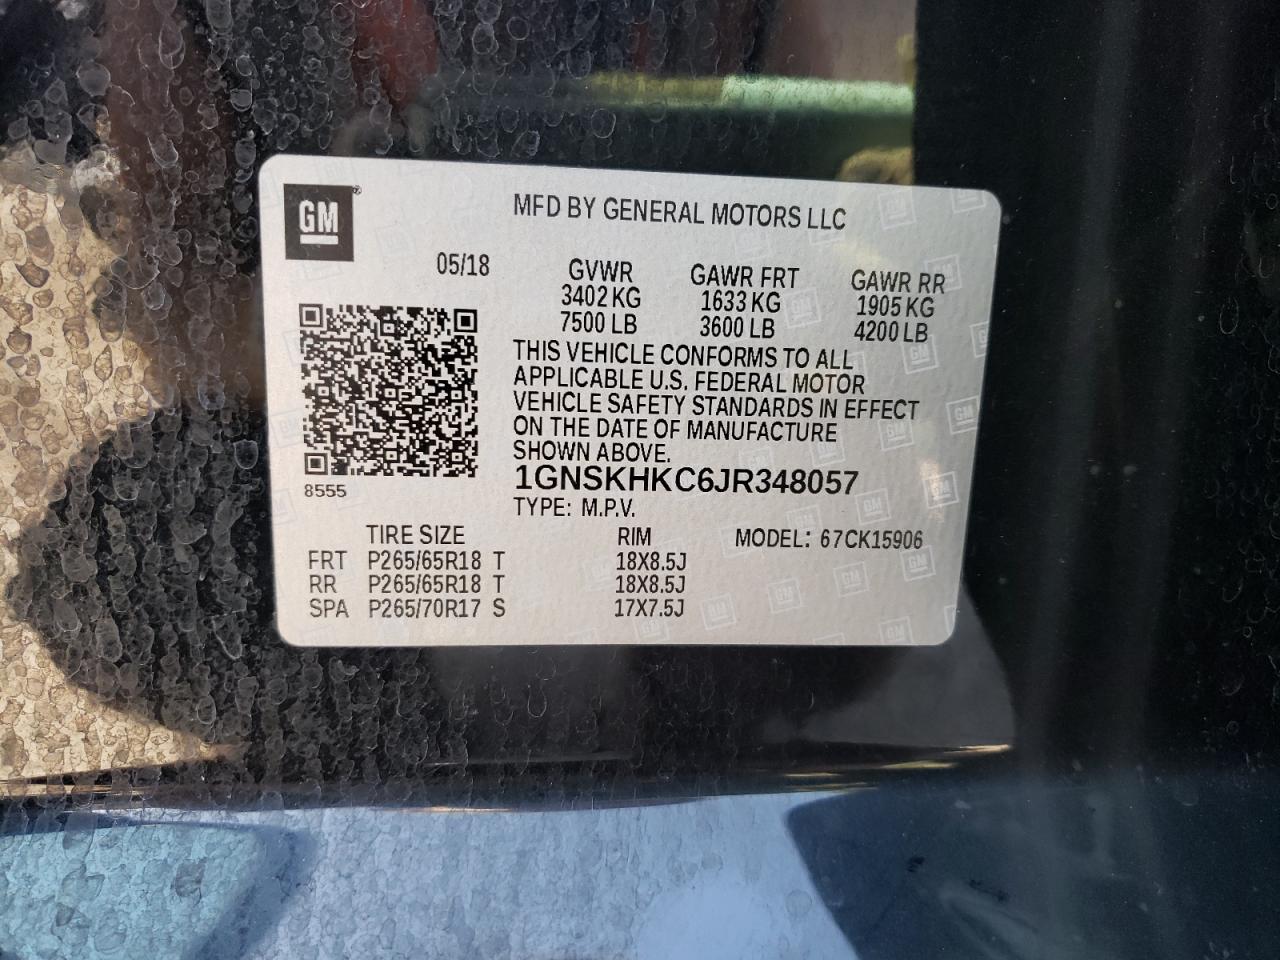 GM ®
MFD BY GENERAL MOTORS LLC
05/18 GVWR GAWR FRT GAWR RR
3402 KG 1633 KG 1905 KG
7500 LB 3600 LB 4200 LB
THIS VEHICLE CONFORMS TO ALL
APPLICABLE U.S. FEDERAL MOTOR
VEHICLE SAFETY STANDARDS IN EFFECT
ON THE DATE OF MANUFACTURE
SHOWN ABOVE.
1GNSKHKC6JR348057
8555
TYPE: M.P.V.
TIRE SIZE RIM MODEL: 67CK15906
FRT P265/65R18 T 18X8.5J
RR P265/65R18 T 18X8.5J
SPA P265/70R17 S 17X7.5J